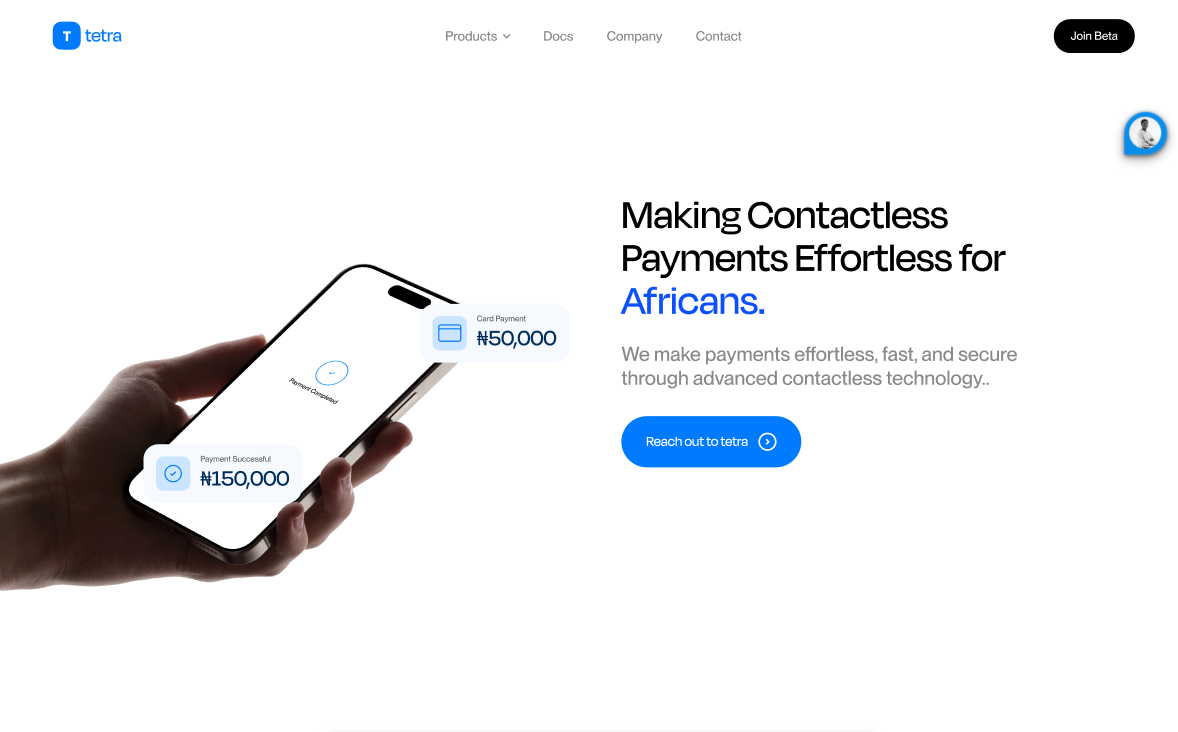 T tetra
Products
Docs
Company
Contact
Join Beta
Making Contactless
Payments Effortless for
Africans.
We make payments effortless, fast, and secure
through advanced contactless technology..
Reach out to tetra
Card Payment
₦50,000
Payment Completed
Payment Successful
₦150,000